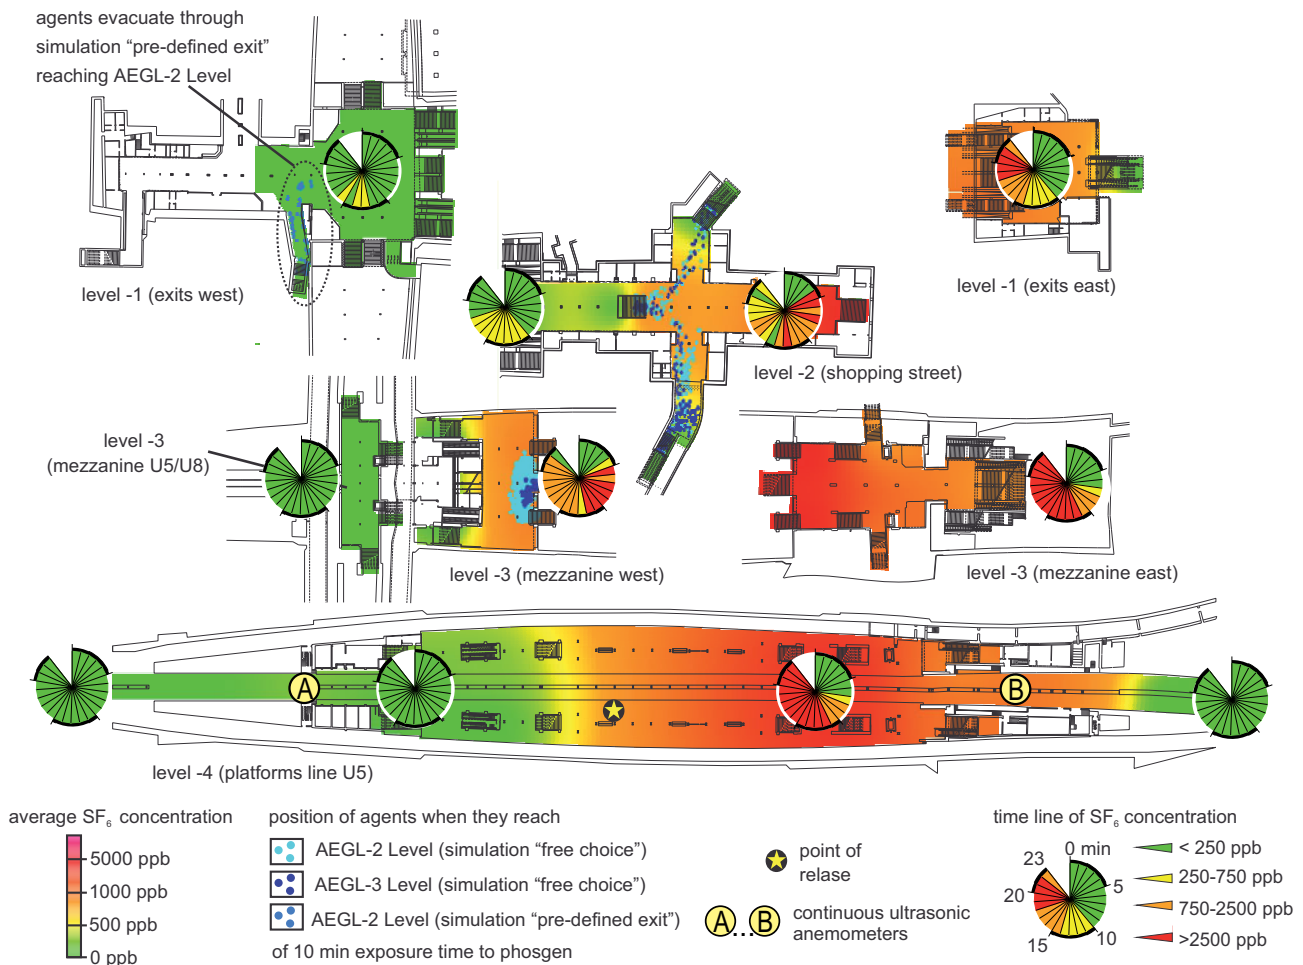 agents evacuate through
simulation “pre-defined exit”
reaching AEGL-2 Level
level -1 (exits west)
level -1 (exits east)
level -2 (shopping street)
level -3
(mezzanine U5/U8)
level -3 (mezzanine west)
level -3 (mezzanine east)
A
B
level -4 (platforms line U5)
average SF6 concentration
5000 ppb
1000 ppb
500 ppb
0 ppb
position of agents when they reach
AEGL-2 Level (simulation “free choice”)
AEGL-3 Level (simulation “free choice”)
AEGL-2 Level (simulation “pre-defined exit”)
of 10 min exposure time to phosgen
point of
relase
A...B continuous ultrasonic
anemometers
time line of SF6 concentration
0 min
23
20
5
15
10
< 250 ppb
250-750 ppb
750-2500 ppb
>2500 ppb